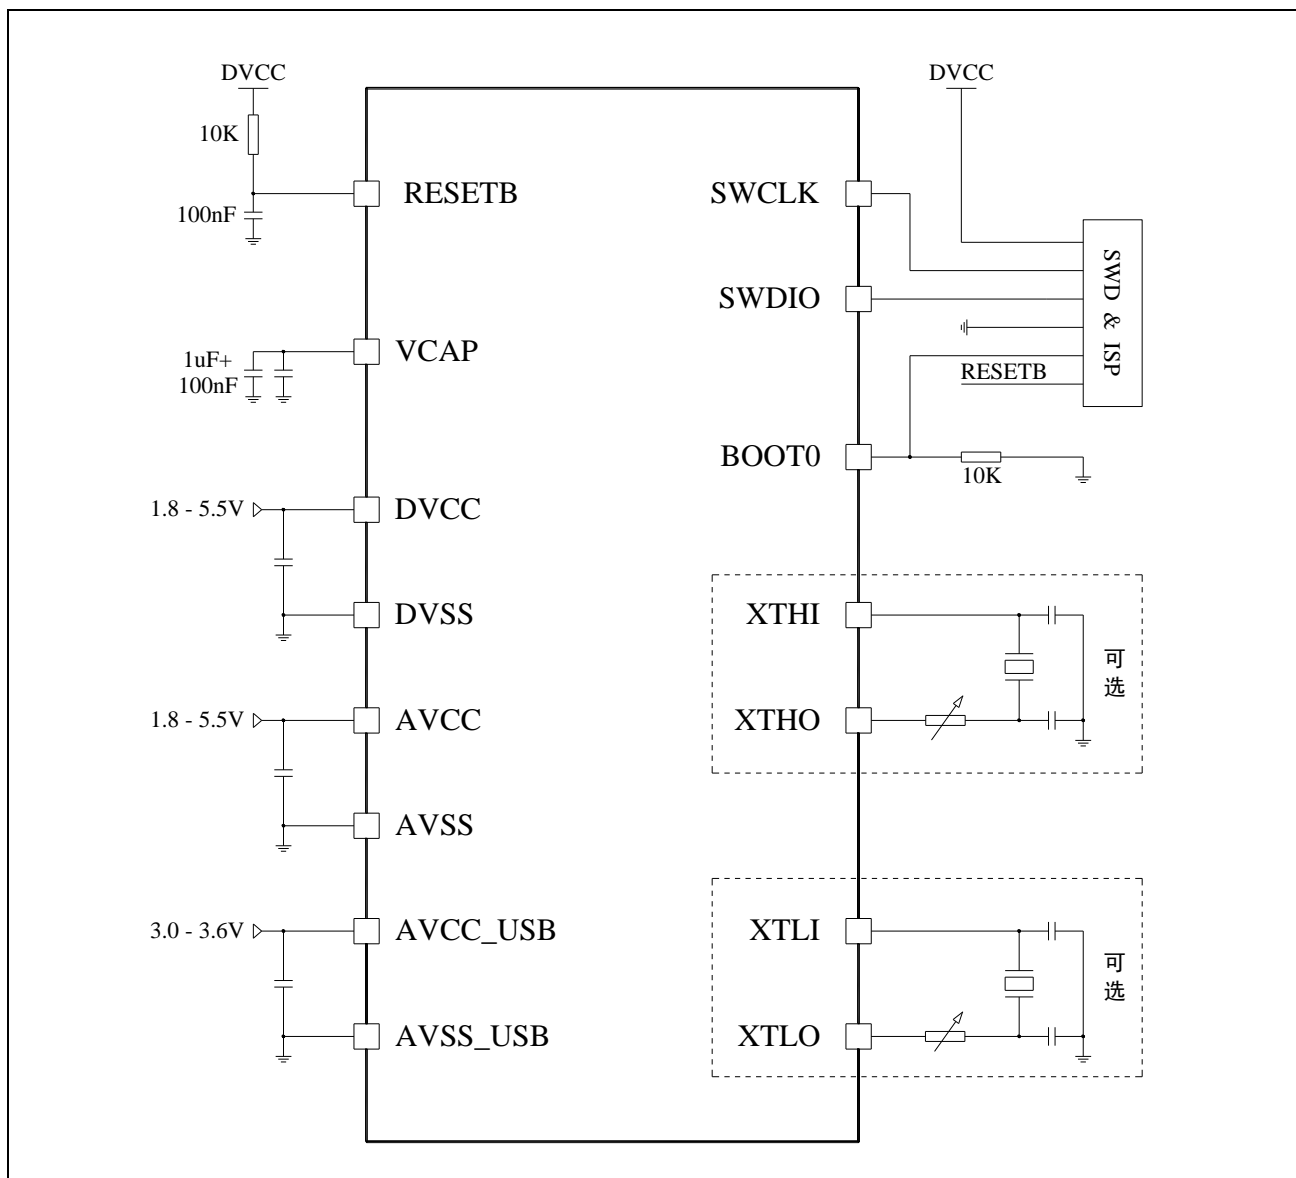 DVCC
10K
RESETB
100nF
VCAP
1uF+
100nF
1.8 - 5.5V
DVCC
DVSS
1.8 - 5.5V
AVCC
AVSS
3.0 - 3.6V
AVCC_USB
AVSS_USB
DVCC
SWCLK
SWDIO
SWD & ISP
RESETB
BOOT0
10K
XTHI
XTHO
可
选
XTLI
XTLO
可
选